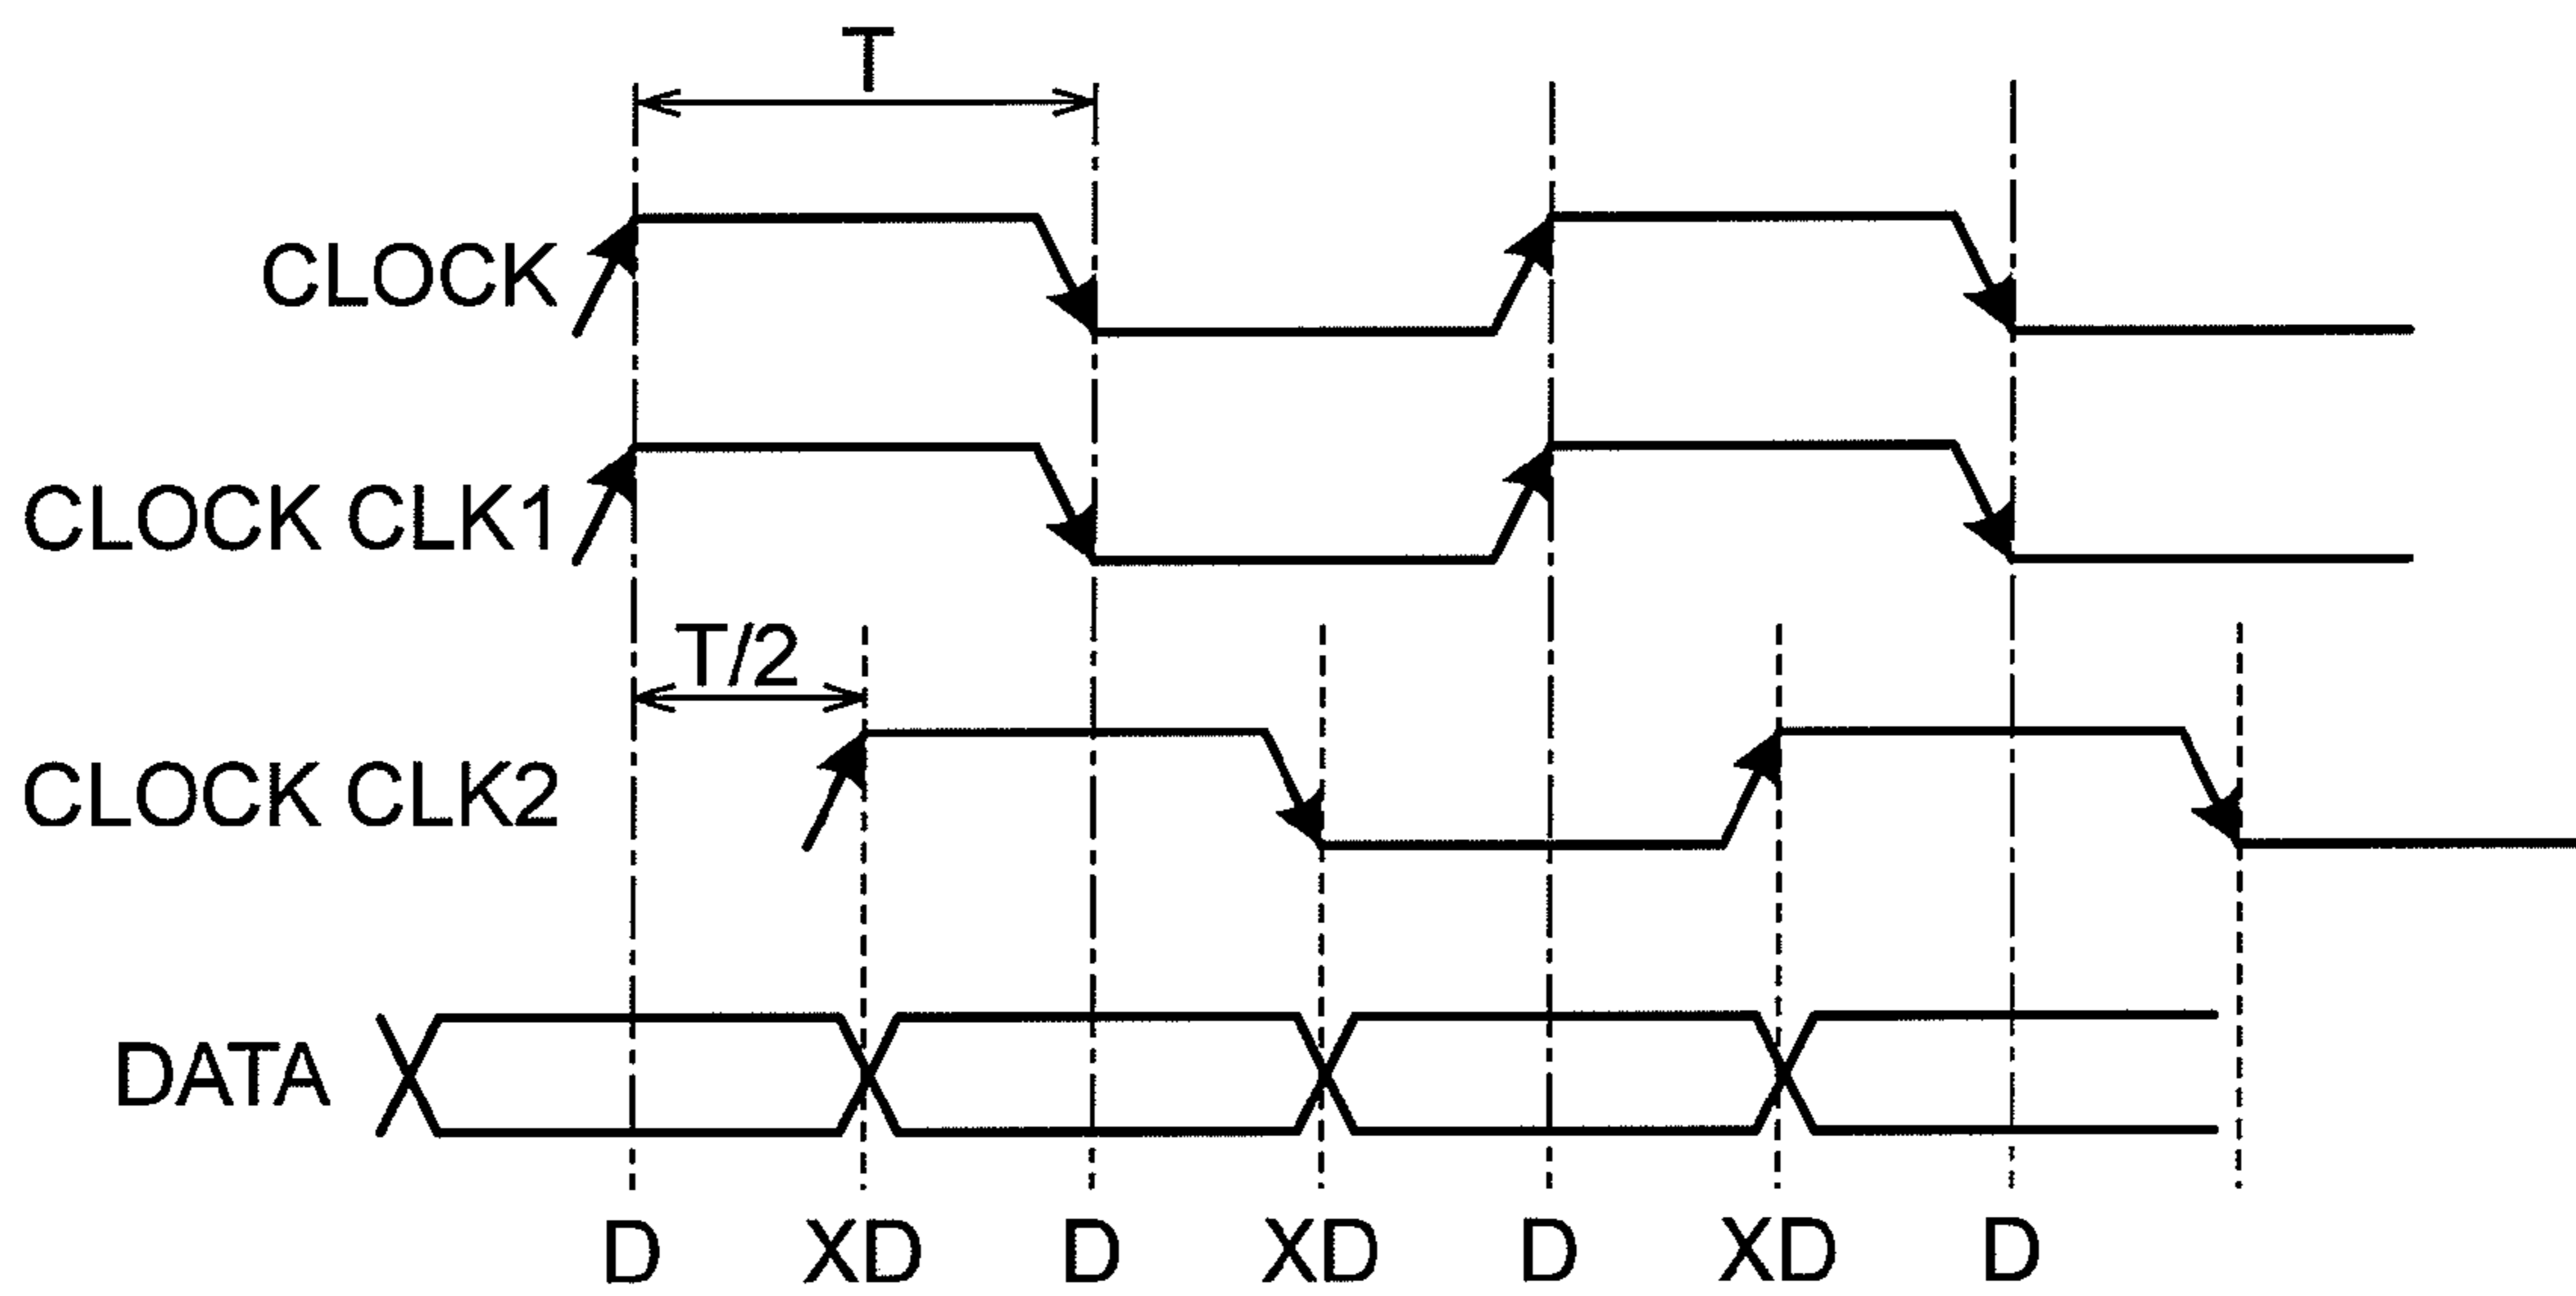 T
CLOCK
CLOCK CLK1
T/2
CLOCK CLK2
DATA
D XD D XD D XD D